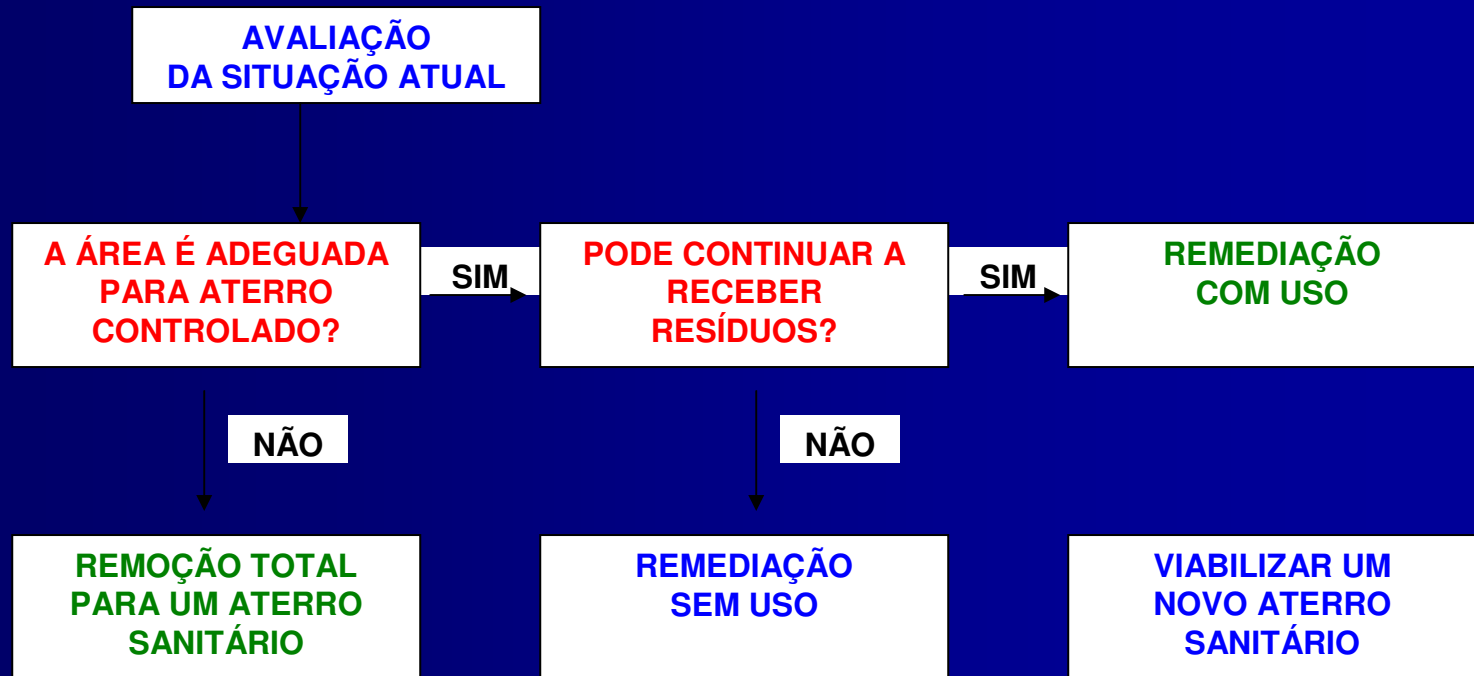 AVALIAÇÃO
DA SITUAÇÃO ATUAL
A ÁREA É ADEGUADA
PARA ATERRO
CONTROLADO?
SIM
PODE CONTINUAR A
RECEBER
RESÍDUOS?
SIM
REMEDIAÇÃO
COM USO
NÃO
NÃO
REMOÇÃO TOTAL
PARA UM ATERRO
SANITÁRIO
REMEDIAÇÃO
SEM USO
VIABILIZAR UM
NOVO ATERRO
SANITÁRIO